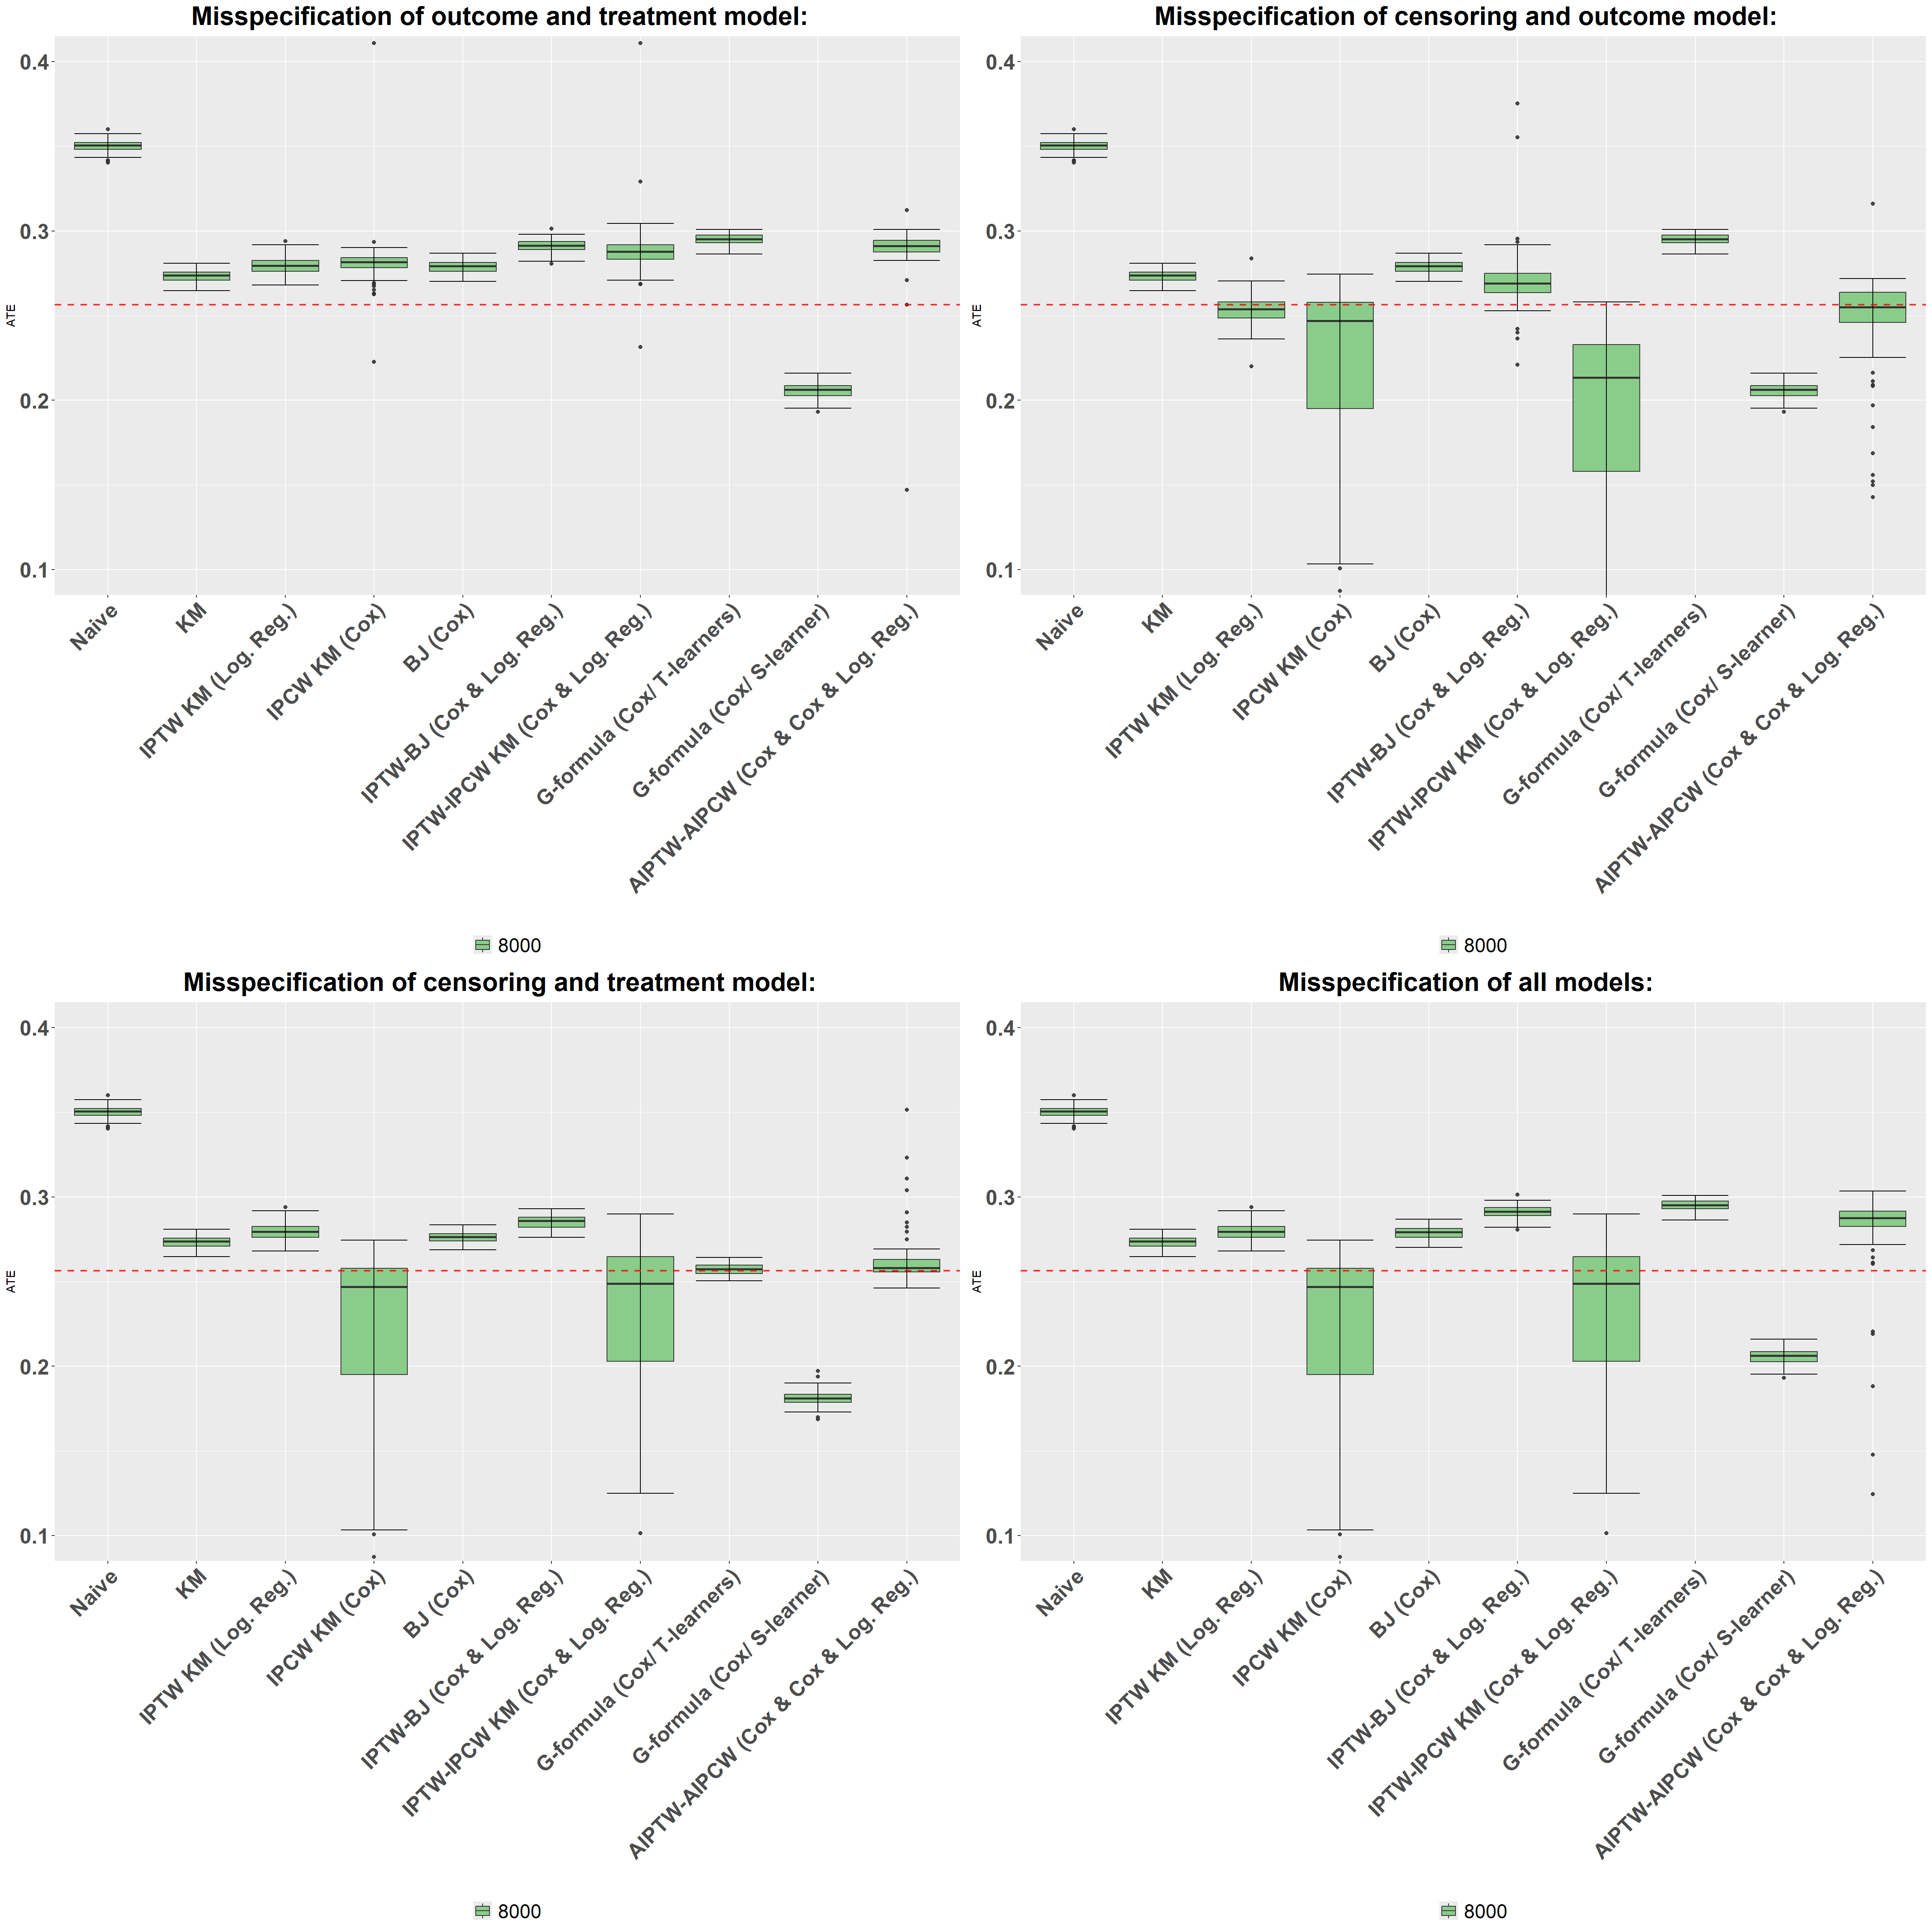 Misspecification of outcome and treatment model:
0.4
0.3
0.2
0.1
ATE
Naive
KM
IPTW KM (Log. Reg.)
IPCW KM (Cox)
BJ (Cox)
IPTW-BJ (Cox & Log. Reg.)
IPTW-IPCW KM (Cox & Log. Reg.)
G-formula (Cox/ T-learners)
G-formula (Cox/ S-learner)
AIPTW-AIPCW (Cox & Cox & Log. Reg.)
8000
Misspecification of censoring and outcome model:
0.4
0.3
0.2
0.1
ATE
Naive
KM
IPTW KM (Log. Reg.)
IPCW KM (Cox)
BJ (Cox)
IPTW-BJ (Cox & Log. Reg.)
IPTW-IPCW KM (Cox & Log. Reg.)
G-formula (Cox/ T-learners)
G-formula (Cox/ S-learner)
AIPTW-AIPCW (Cox & Cox & Log. Reg.)
8000
Misspecification of censoring and treatment model:
0.4
0.3
0.2
0.1
ATE
Naive
KM
IPTW KM (Log. Reg.)
IPCW KM (Cox)
BJ (Cox)
IPTW-BJ (Cox & Log. Reg.)
IPTW-IPCW KM (Cox & Log. Reg.)
G-formula (Cox/ T-learners)
G-formula (Cox/ S-learner)
AIPTW-AIPCW (Cox & Cox & Log. Reg.)
8000
Misspecification of all models:
0.4
0.3
0.2
0.1
ATE
Naive
KM
IPTW KM (Log. Reg.)
IPCW KM (Cox)
BJ (Cox)
IPTW-BJ (Cox & Log. Reg.)
IPTW-IPCW KM (Cox & Log. Reg.)
G-formula (Cox/ T-learners)
G-formula (Cox/ S-learner)
AIPTW-AIPCW (Cox & Cox & Log. Reg.)
8000